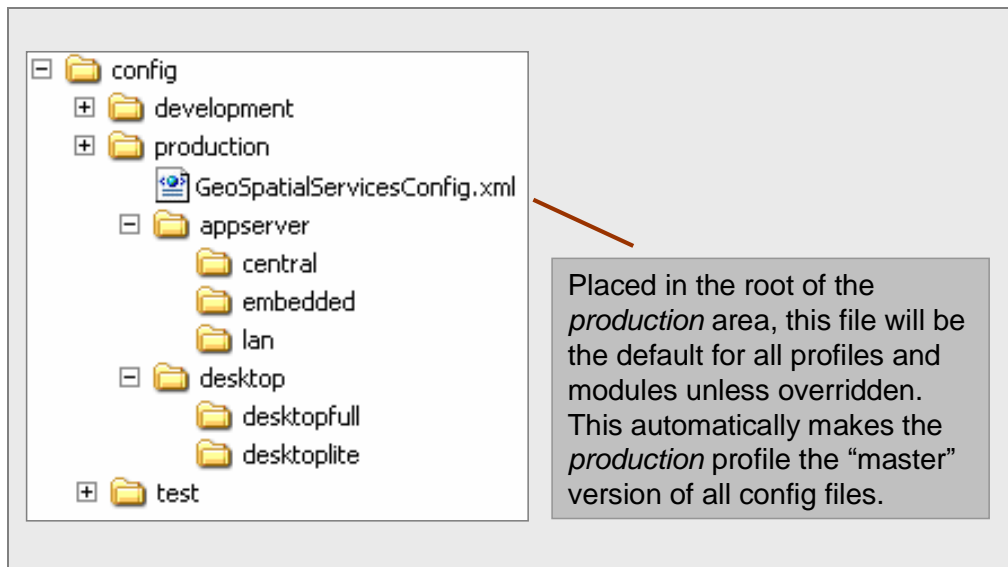 config
development
production
GeoSpatialServicesConfig.xml
appserver
central
embedded
lan
desktop
desktopfull
desktoplite
test
Placed in the root of the
production area, this file will be
the default for all profiles and
modules unless overridden.
This automatically makes the
production profile the “master”
version of all config files.